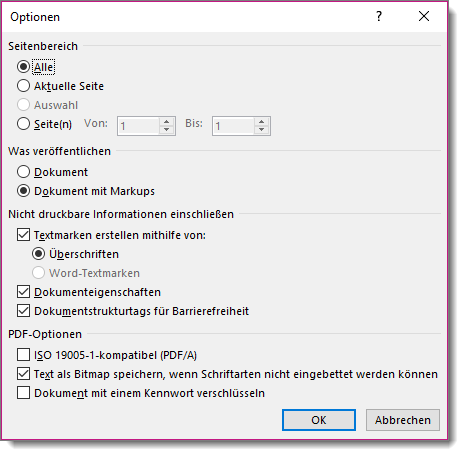 Optionen ?
Seitenbereich
Alle
Aktuelle Seite
Auswahl
Seite(n) Von: 1 Bis: 1
Was veröffentlichen
Dokument
Dokument mit Markups
Nicht druckbare Informationen einschließen
Textmarken erstellen mithilfe von:
Überschriften
Word-Textmarken
Dokumenteigenschaften
Dokumentstrukturtags für Barrierefreiheit
PDF-Optionen
ISO 19005-1-kompatibel (PDF/A)
Text als Bitmap speichern, wenn Schriftarten nicht eingebettet werden können
Dokument mit einem Kennwort verschlüsseln
OK Abbrechen